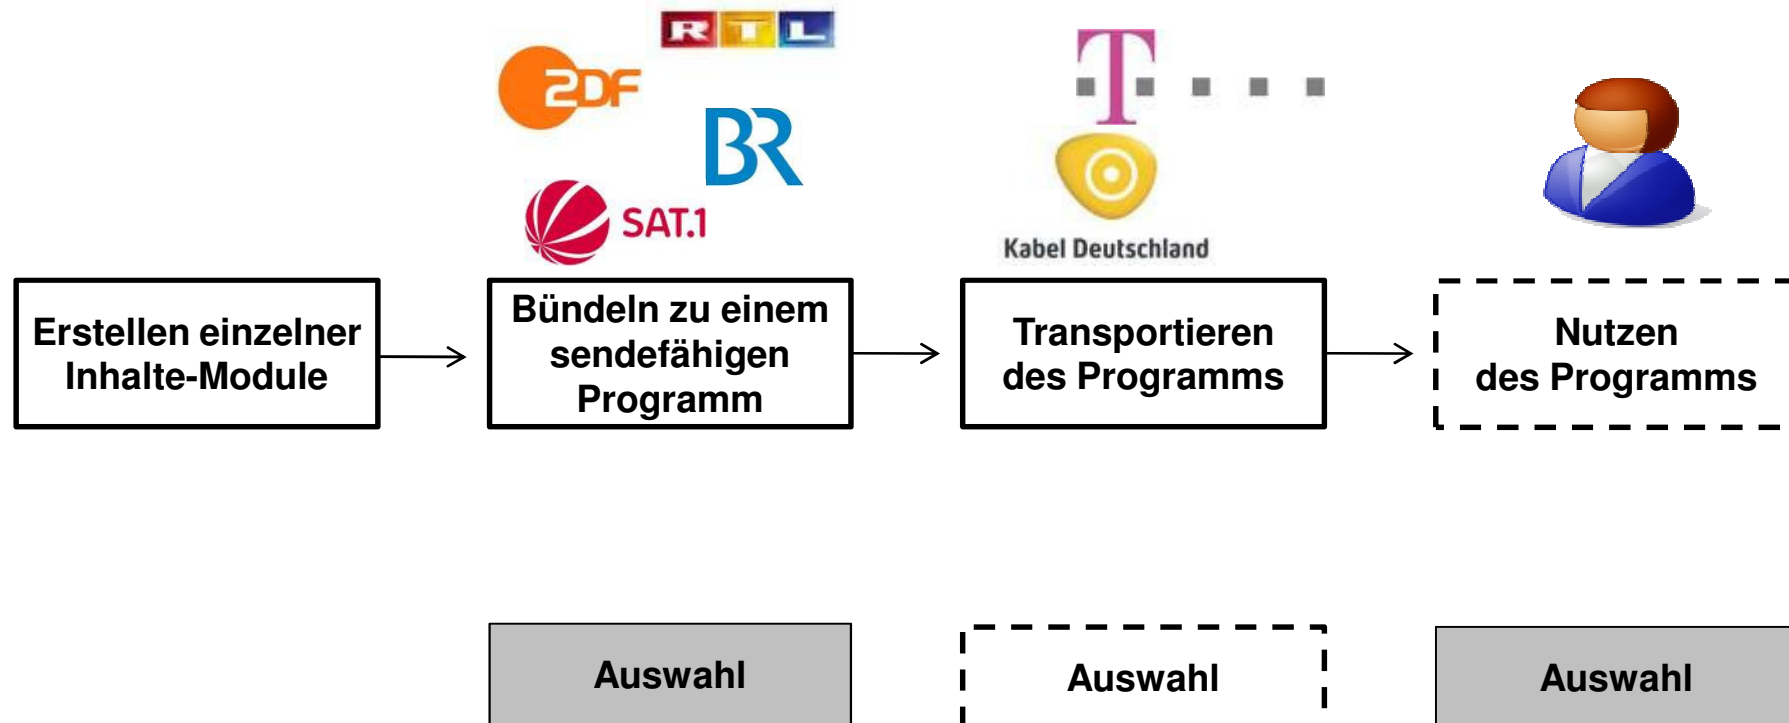 RTL
ZDF
BR
SAT.1
T
Kabel Deutschland
Erstellen einzelner
Inhalte-Module
Bündeln zu einem
sendefähigen
Programm
Transportieren
des Programms
Nutzen
des Programms
Auswahl
Auswahl
Auswahl